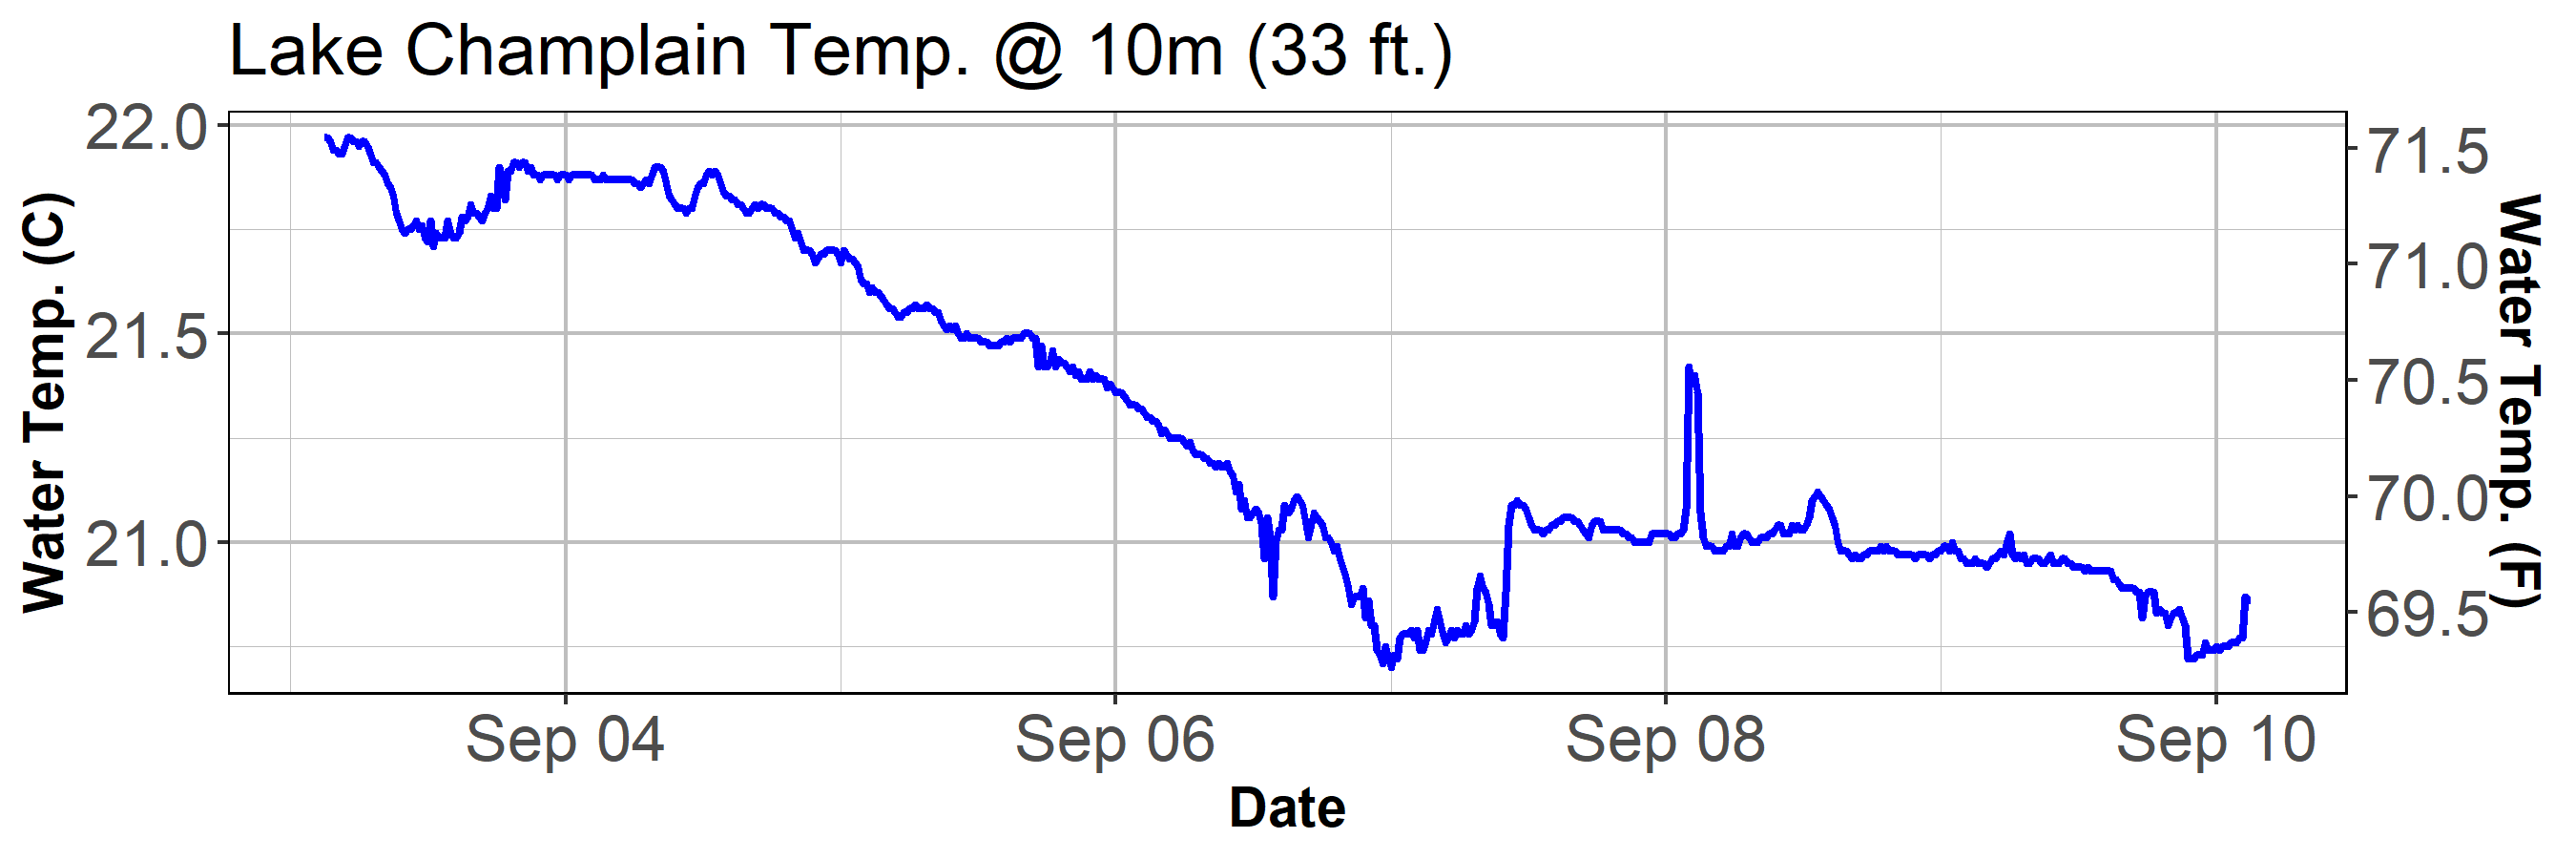 Lake Champlain Temp. @ 10m (33 ft.)
Water Temp. (C)
22.0
21.5
21.0
71.5
71.0
70.5
70.0
69.5
Water Temp. (F)
Sep 04
Sep 06
Sep 08
Sep 10
Date